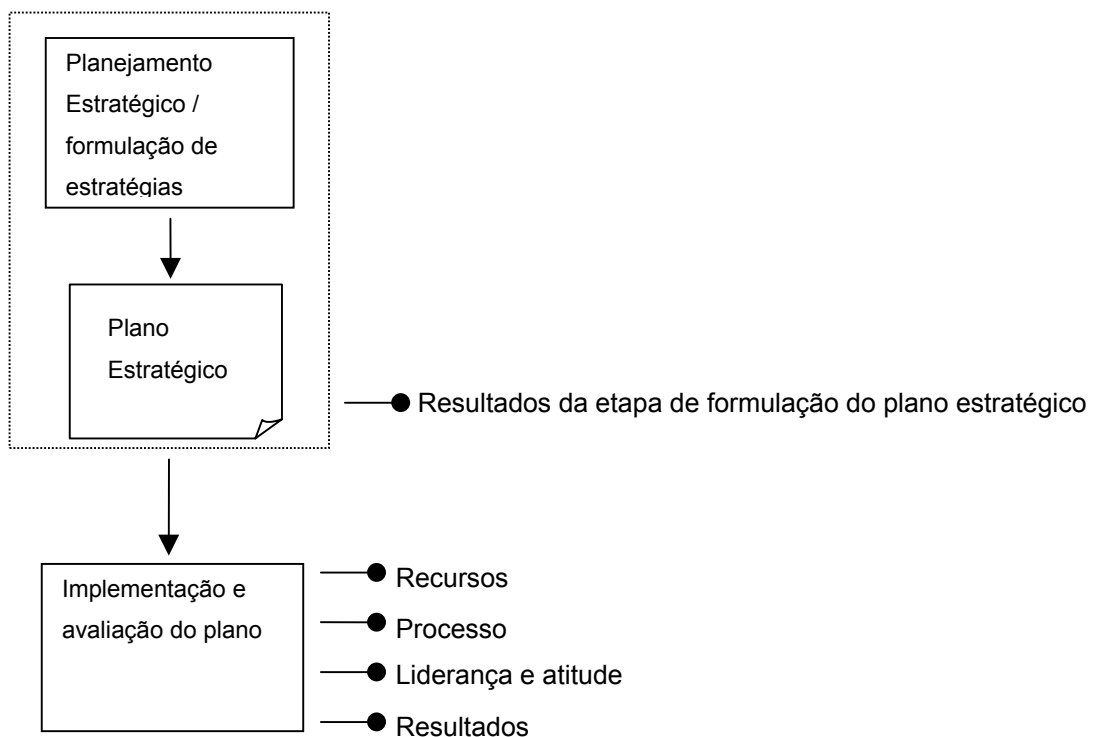 Planejamento
Estratégico /
formulação de
estratégias
Plano
Estratégico
Resultados da etapa de formulação do plano estratégico
Implementação e
avaliação do plano
Recursos
Processo
Liderança e atitude
Resultados